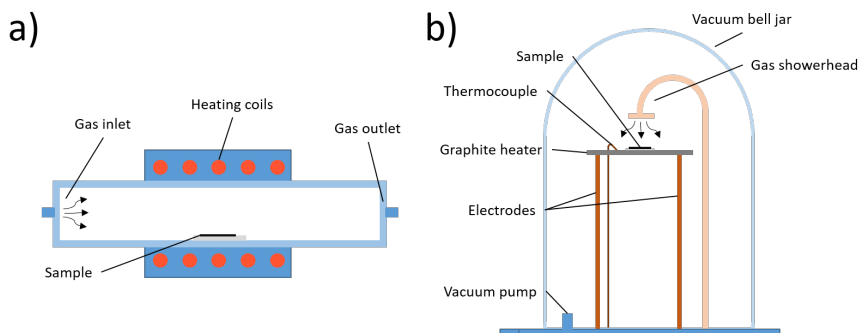 a)
Gas inlet
Heating coils
Gas outlet
Sample
b)
Vacuum bell jar
Sample
Gas showerhead
Thermocouple
Graphite heater
Electrodes
Vacuum pump